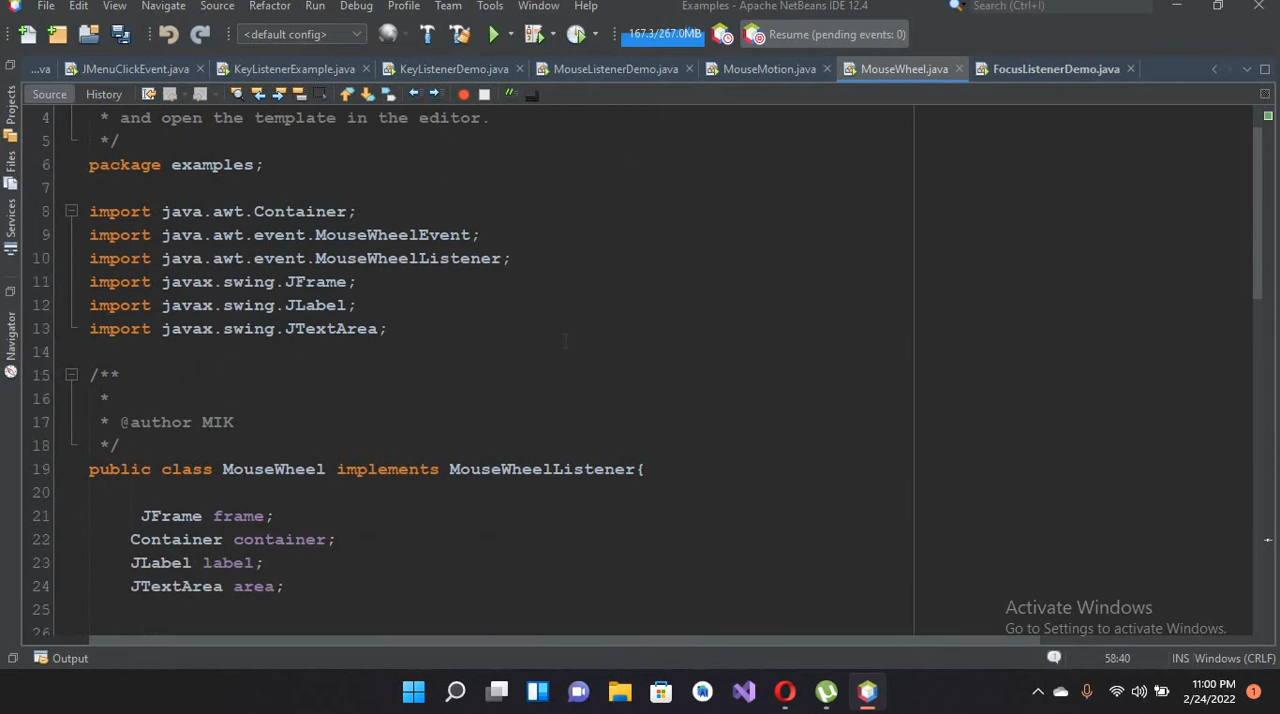 File Edit View Navigate Source Refactor Run Debug Profile Team Tools Window Help
Examples - Apache NetBeans IDE 12.4
Search (Ctrl+I)
<default config>
167.3/267.0MB
Resume (pending events: 0)
...va
JMenuClickEvent.java
KeyListenerExample.java
KeyListenerDemo.java
MouseListenerDemo.java
MouseMotion.java
MouseWheel.java
FocusListenerDemo.java
Source History
Projects
Files
Services
Navigator
4 * and open the template in the editor.
5 */
6 package examples;
7
8 import java.awt.Container;
9 import java.awt.event.MouseWheelEvent;
10 import java.awt.event.MouseWheelListener;
11 import javax.swing.JFrame;
12 import javax.swing.JLabel;
13 import javax.swing.JTextArea;
14
15 /**
16 *
17 * @author MIK
18 */
19 public class MouseWheel implements MouseWheelListener{
20
21 JFrame frame;
22 Container container;
23 JLabel label;
24 JTextArea area;
25
26
Activate Windows
Go to Settings to activate Windows.
Output
1
58:40
INS Windows (CRLF)
11:00 PM
2/24/2022
1